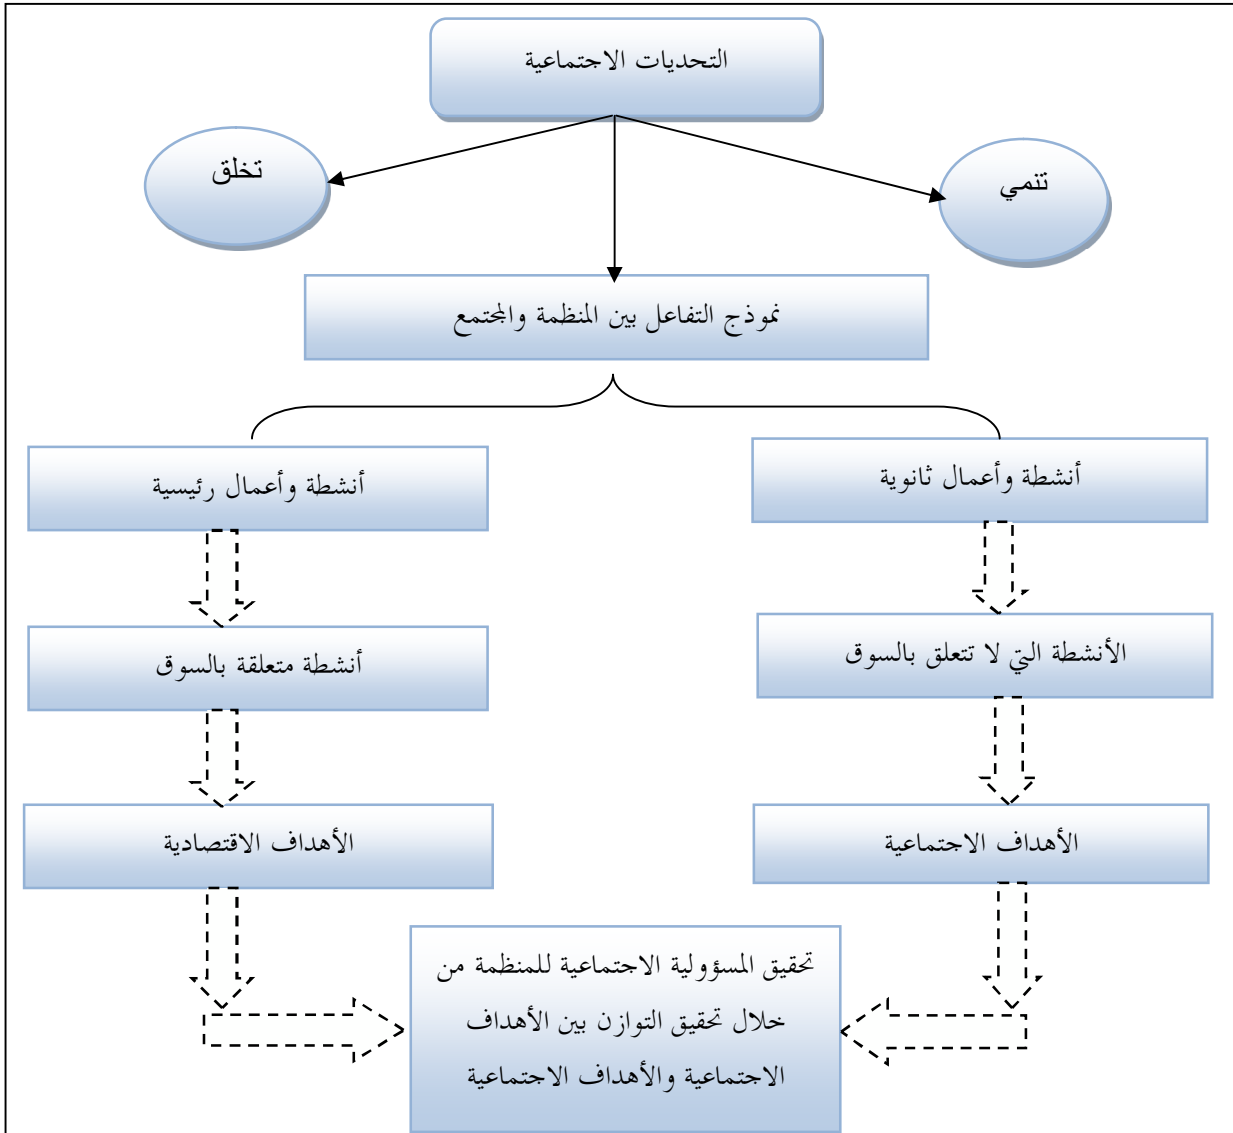 التحديات الاجتماعية
تنمي
تخلق
نموذج التفاعل بين المنظمة والمجتمع
أنشطة وأعمال ثانوية
أنشطة وأعمال رئيسية
الأنشطة التي لا تتعلق بالسوق
أنشطة متعلقة بالسوق
الأهداف الاجتماعية
الأهداف الاقتصادية
تحقيق المسؤولية الاجتماعية للمنظمة من
خلال تحقيق التوازن بين الأهداف
الاجتماعية والأهداف الاجتماعية